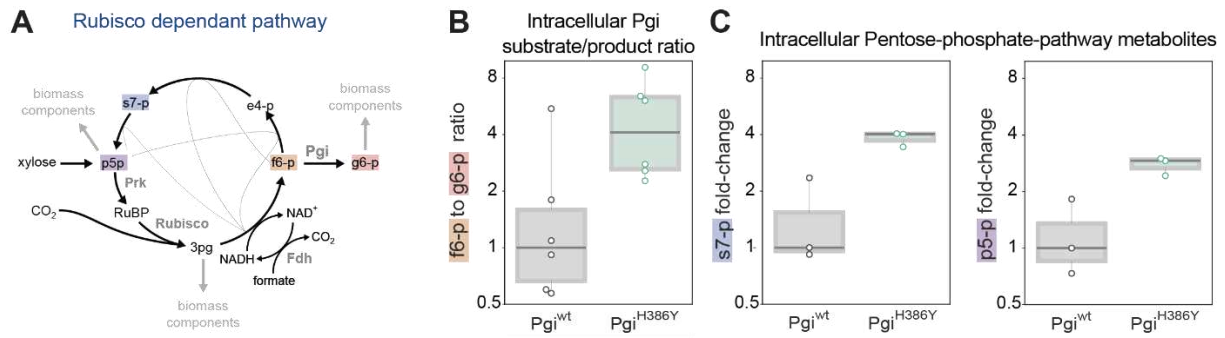 A
Rubisco dependant pathway
biomass
components
s7-p
e4-p
biomass
components
xylose
p5p
f6-p
Pgi
g6-p
Prk
RuBP
CO2
Rubisco
NAD+
CO2
3pg
NADH
Fdh
formate
biomass
components
B
Intracellular Pgi
substrate/product ratio
f6-p to g6-p ratio
8
4
2
1
0.5
Pgiwt
PgiH386Y
C
Intracellular Pentose-phosphate-pathway metabolites
s7-p fold-change
8
4
2
1
0.5
Pgiwt
PgiH386Y
p5-p fold-change
8
4
2
1
0.5
Pgiwt
PgiH386Y